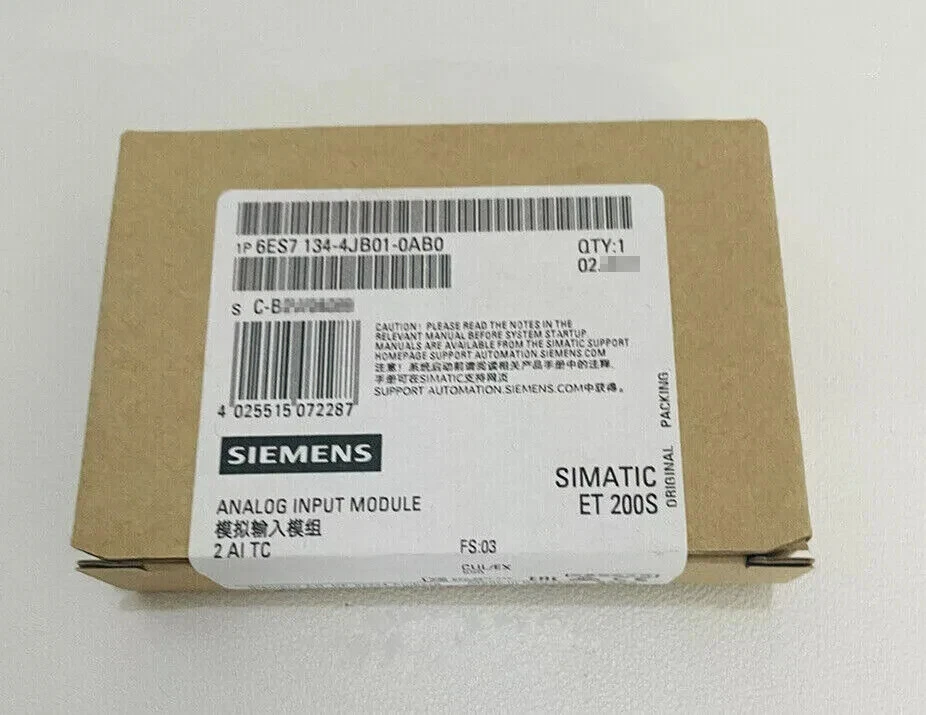 1P 6ES7 134-4JB01-0AB0
QTY:1
02.
S C-B
CAUTION! PLEASE READ THE NOTES IN THE
RELEVANT MANUAL BEFORE SYSTEM STARTUP
MANUALS ARE AVAILABLE FROM THE SIMATIC SUPPORT
HOMEPAGE SUPPORT AUTOMATION.SIEMENS.COM
注意! 系统启动前请阅读相关产品手册中的注释,
手册可在SIMATIC支持网页
SUPPORT AUTOMATION.SIEMENS.COM中获得。
4 025515 072287
SIEMENS
SIMATIC
ET 200S
ORIGINAL PACKING
ANALOG INPUT MODULE
模拟输入模组
2 AI TC
FS:03